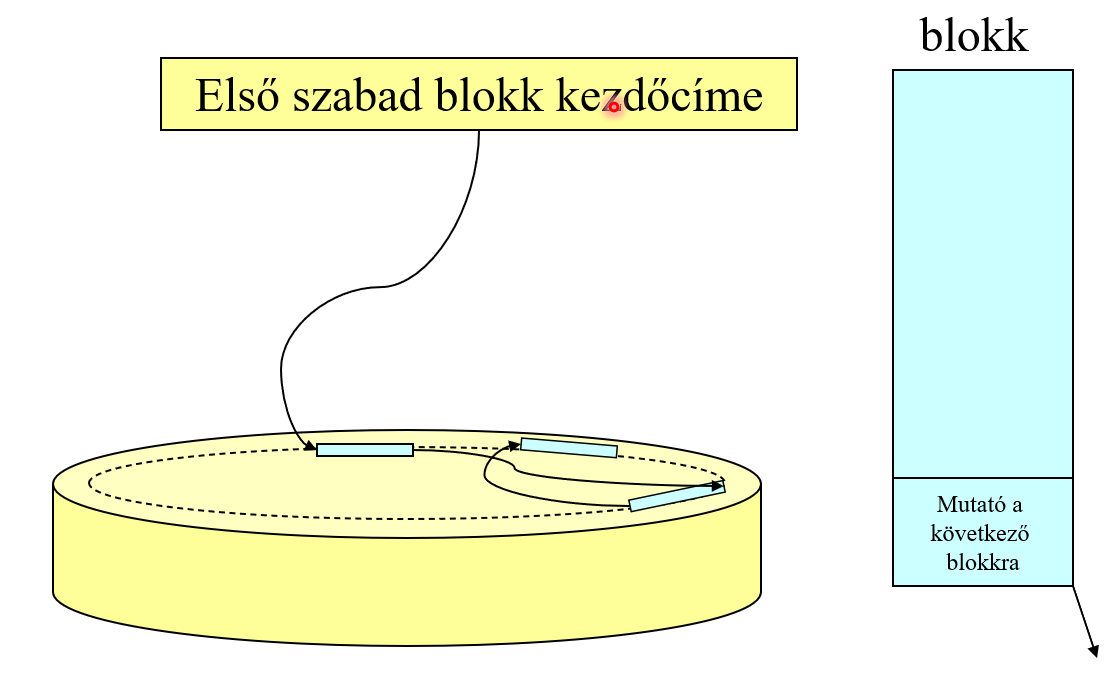 blokk
Első szabad blokk kezdőcíme
Mutató a
következő
blokkra